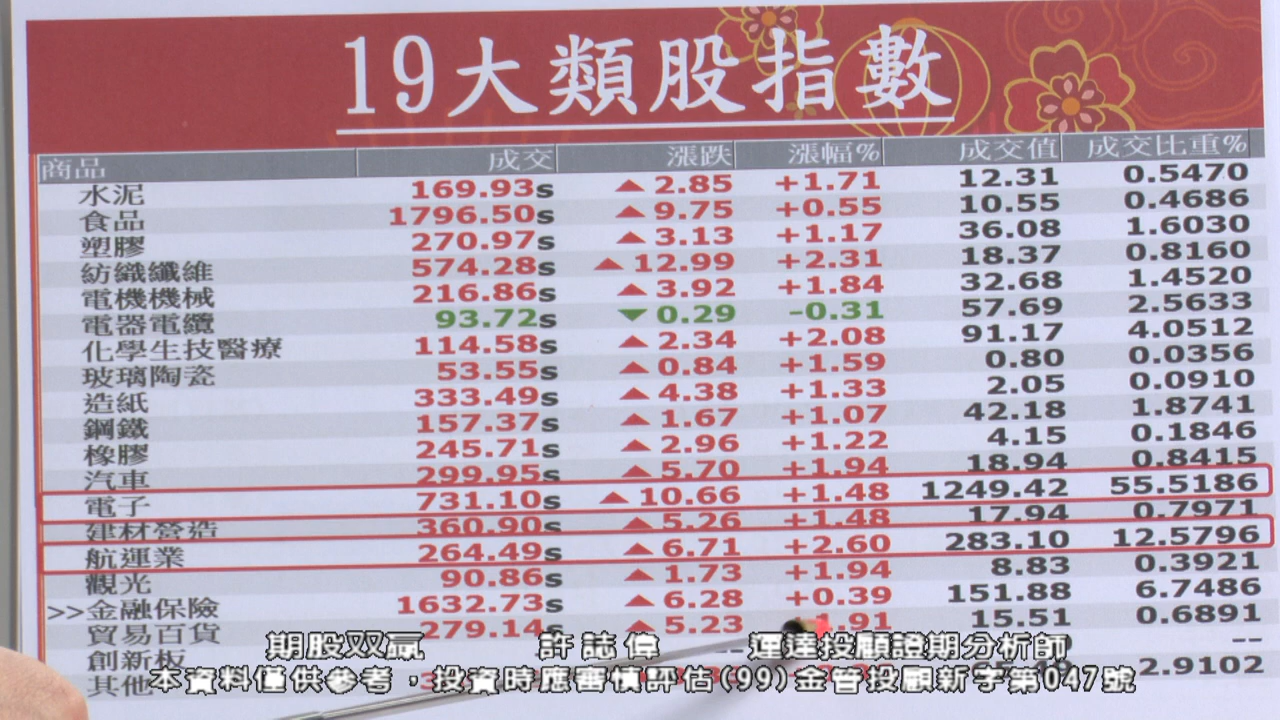 19大類股指數
商品 成交 漲跌 漲幅% 成交值 成交比重%
水泥 169.93s ▲2.85 +1.71 12.31 0.5470
食品 1796.50s ▲9.75 +0.55 10.55 0.4686
塑膠 270.97s ▲3.13 +1.17 36.08 1.6030
紡織纖維 574.28s ▲12.99 +2.31 18.37 0.8160
電機機械 216.86s ▲3.92 +1.84 32.68 1.4520
電器電纜 93.72s ▼0.29 -0.31 57.69 2.5633
化學生技醫療 114.58s ▲2.34 +2.08 91.17 4.0512
玻璃陶瓷 53.55s ▲0.84 +1.59 0.80 0.0356
造紙 333.49s ▲4.38 +1.33 2.05 0.0910
鋼鐵 157.37s ▲1.67 +1.07 42.18 1.8741
橡膠 245.71s ▲2.96 +1.22 4.15 0.1846
汽車 299.95s ▲5.70 +1.94 18.94 0.8415
電子 731.10s ▲10.66 +1.48 1249.42 55.5186
建材營造 360.90s ▲5.26 +1.48 17.94 0.7971
航運業 264.49s ▲6.71 +2.60 283.10 12.5796
觀光 90.86s ▲1.73 +1.94 8.83 0.3921
>>金融保險 1632.73s ▲6.28 +0.39 151.88 6.7486
貿易百貨 279.14s ▲5.23 .91 15.51 0.6891
創新板 -- --
其他 2.9102
期股双贏 許誌偉 運達投顧證期分析師
本資料僅供參考，投資時應審慎評估(99)金管投顧新字第047號